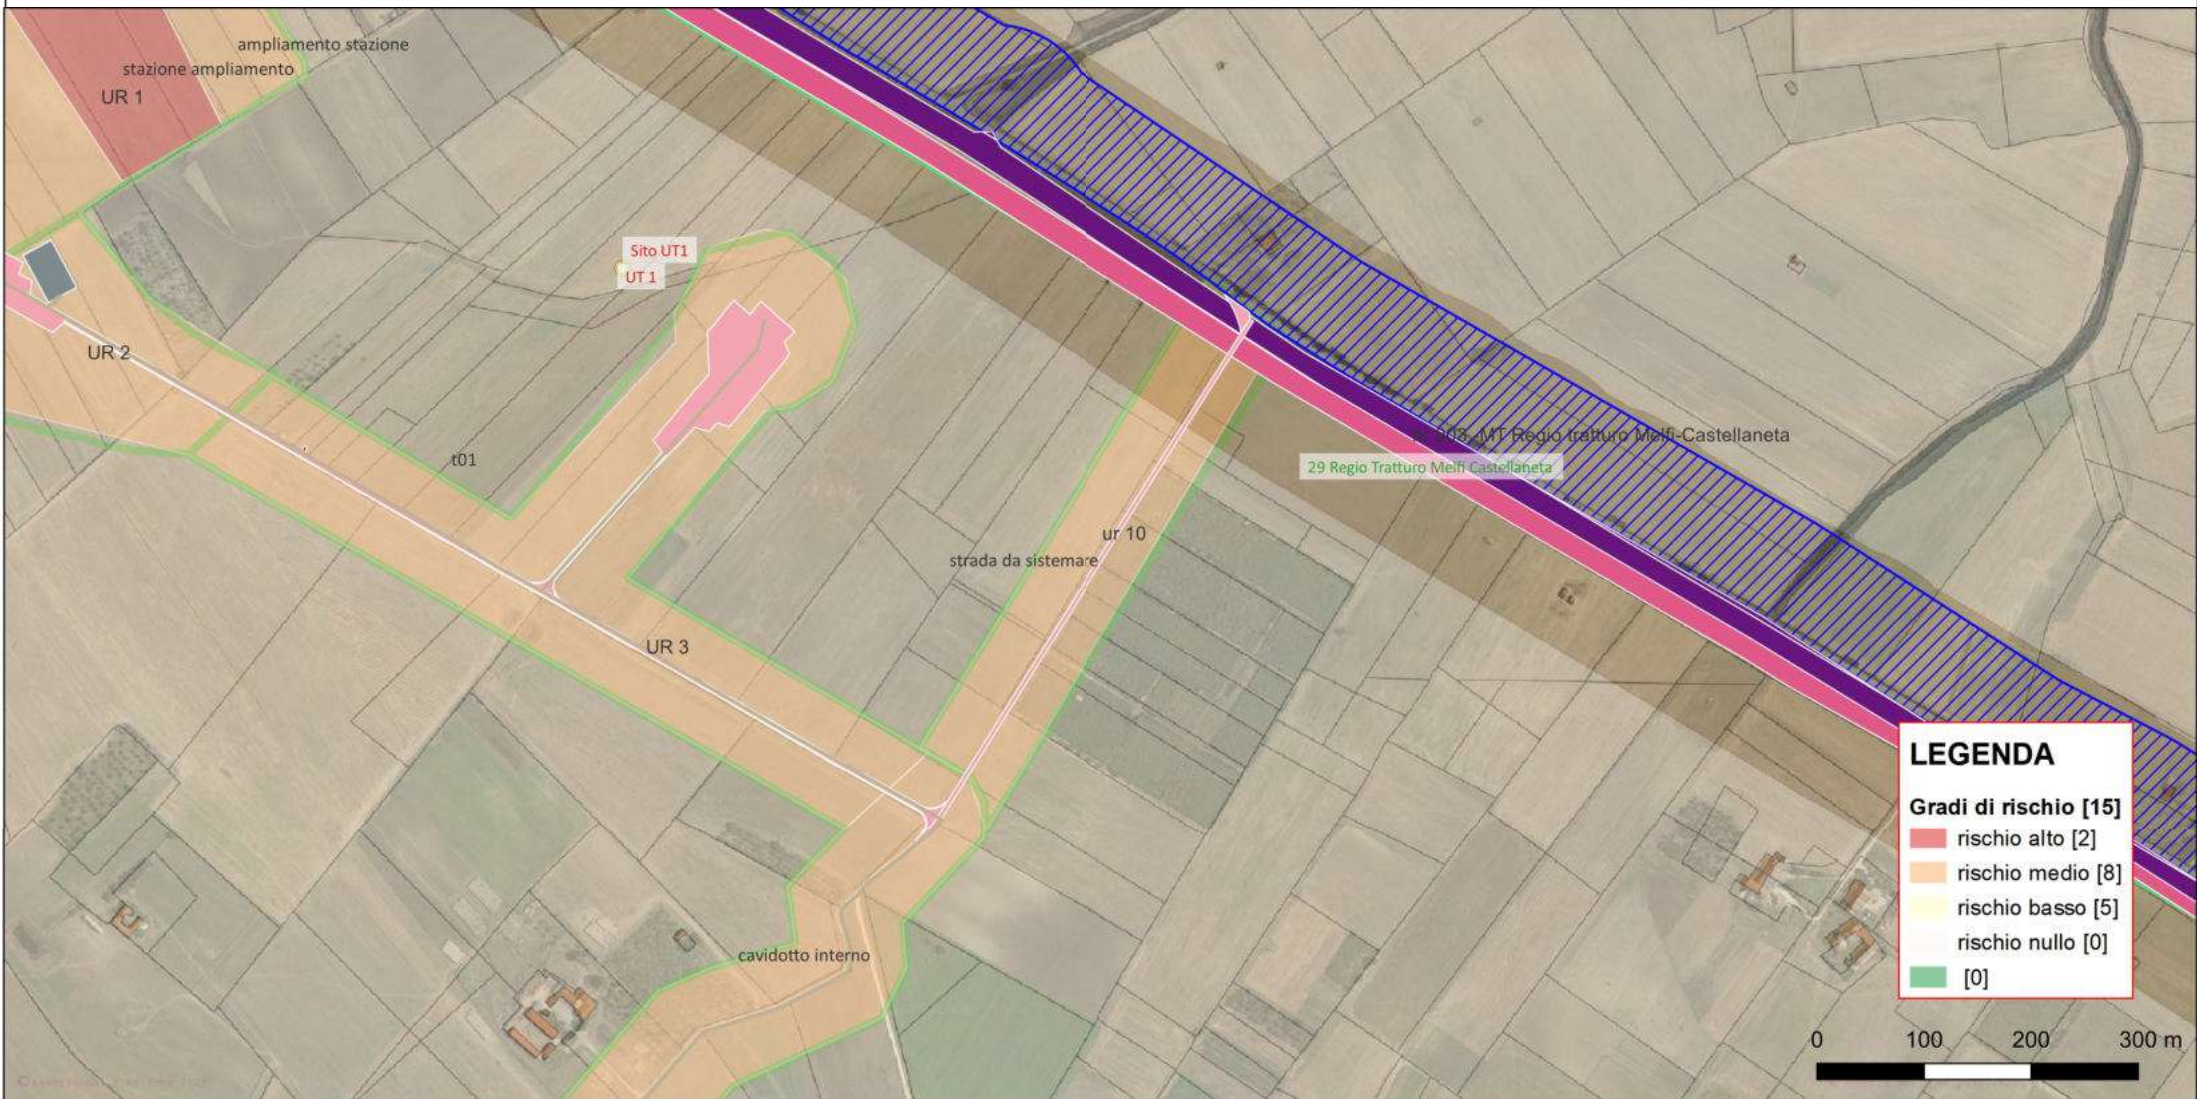 ampliamento stazione
stazione ampliamento
UR 1
Sito UT1
UT 1
UR 2
t01
-MT Regio tratturo Melfi-Castellaneta
29 Regio Tratturo Melfi Castellaneta
ur 10
strada da sistemare
UR 3
cavidotto interno
LEGENDA
Gradi di rischio [15]
rischio alto [2]
rischio medio [8]
rischio basso [5]
rischio nullo [0]
[0]
0 100 200 300 m